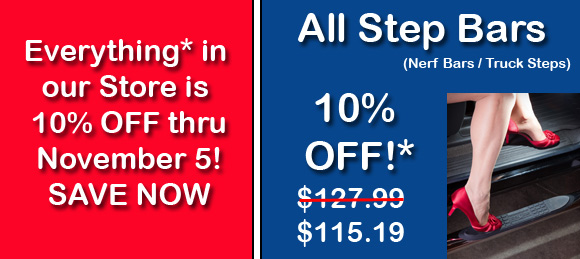 Everything* in
our Store is
10% OFF thru
November 5!
SAVE NOW
All Step Bars
(Nerf Bars / Truck Steps)
10%
OFF!*
$127.99
$115.19